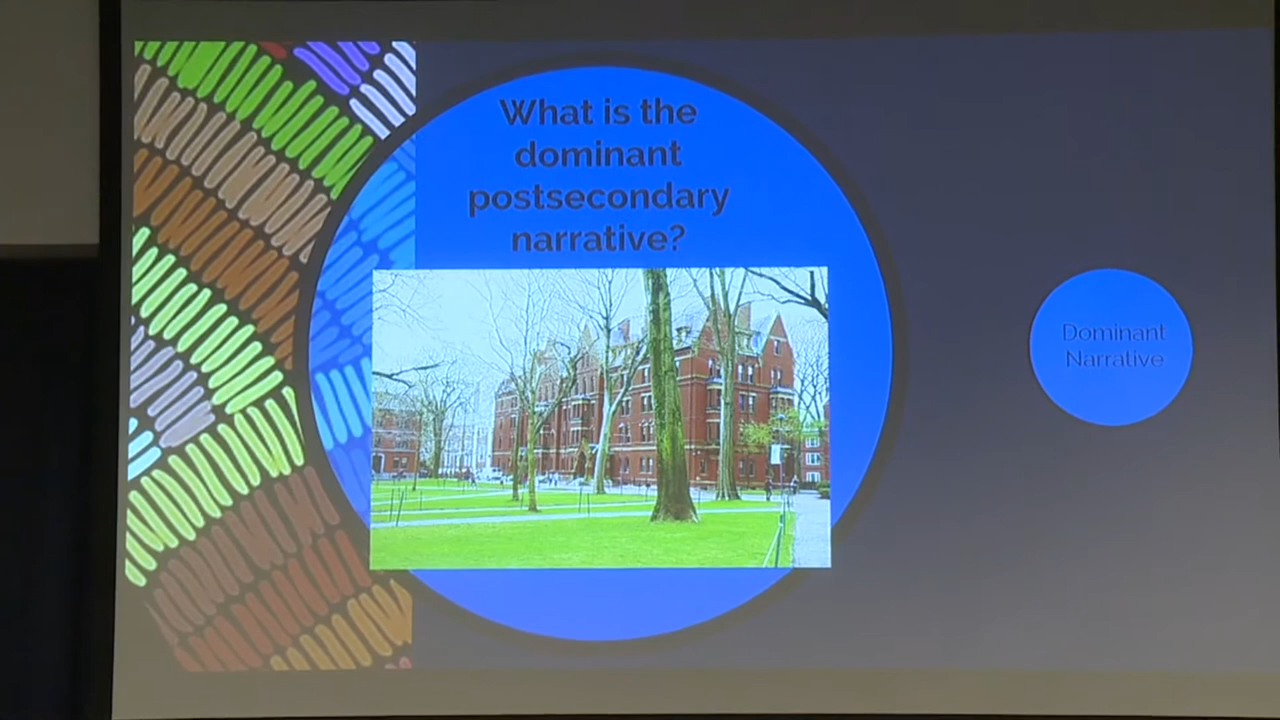 What is the
dominant
postsecondary
narrative?
Dominant
Narrative